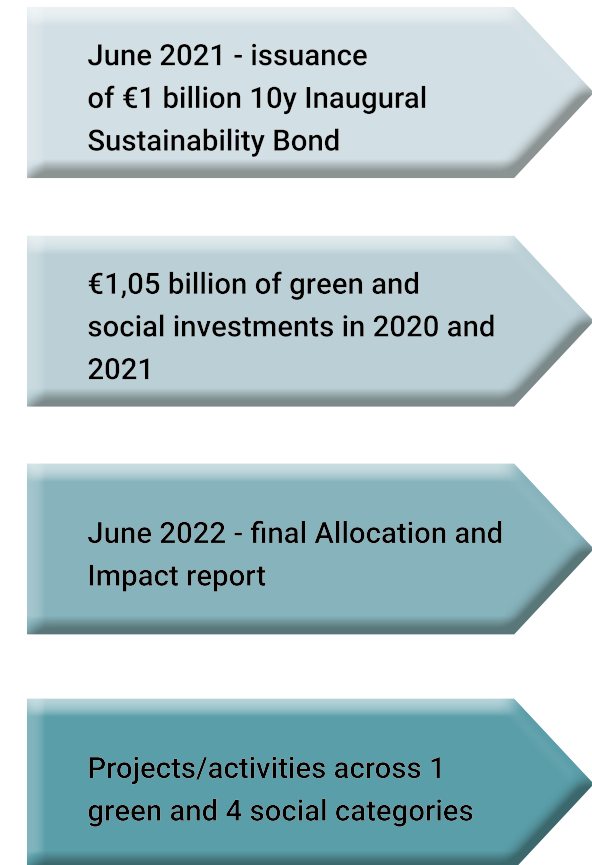 June 2021 - issuance
of €1 billion 10y Inaugural
Sustainability Bond
€1,05 billion of green and
social investments in 2020 and
2021
June 2022 - final Allocation and
Impact report
Projects/activities across 1
green and 4 social categories